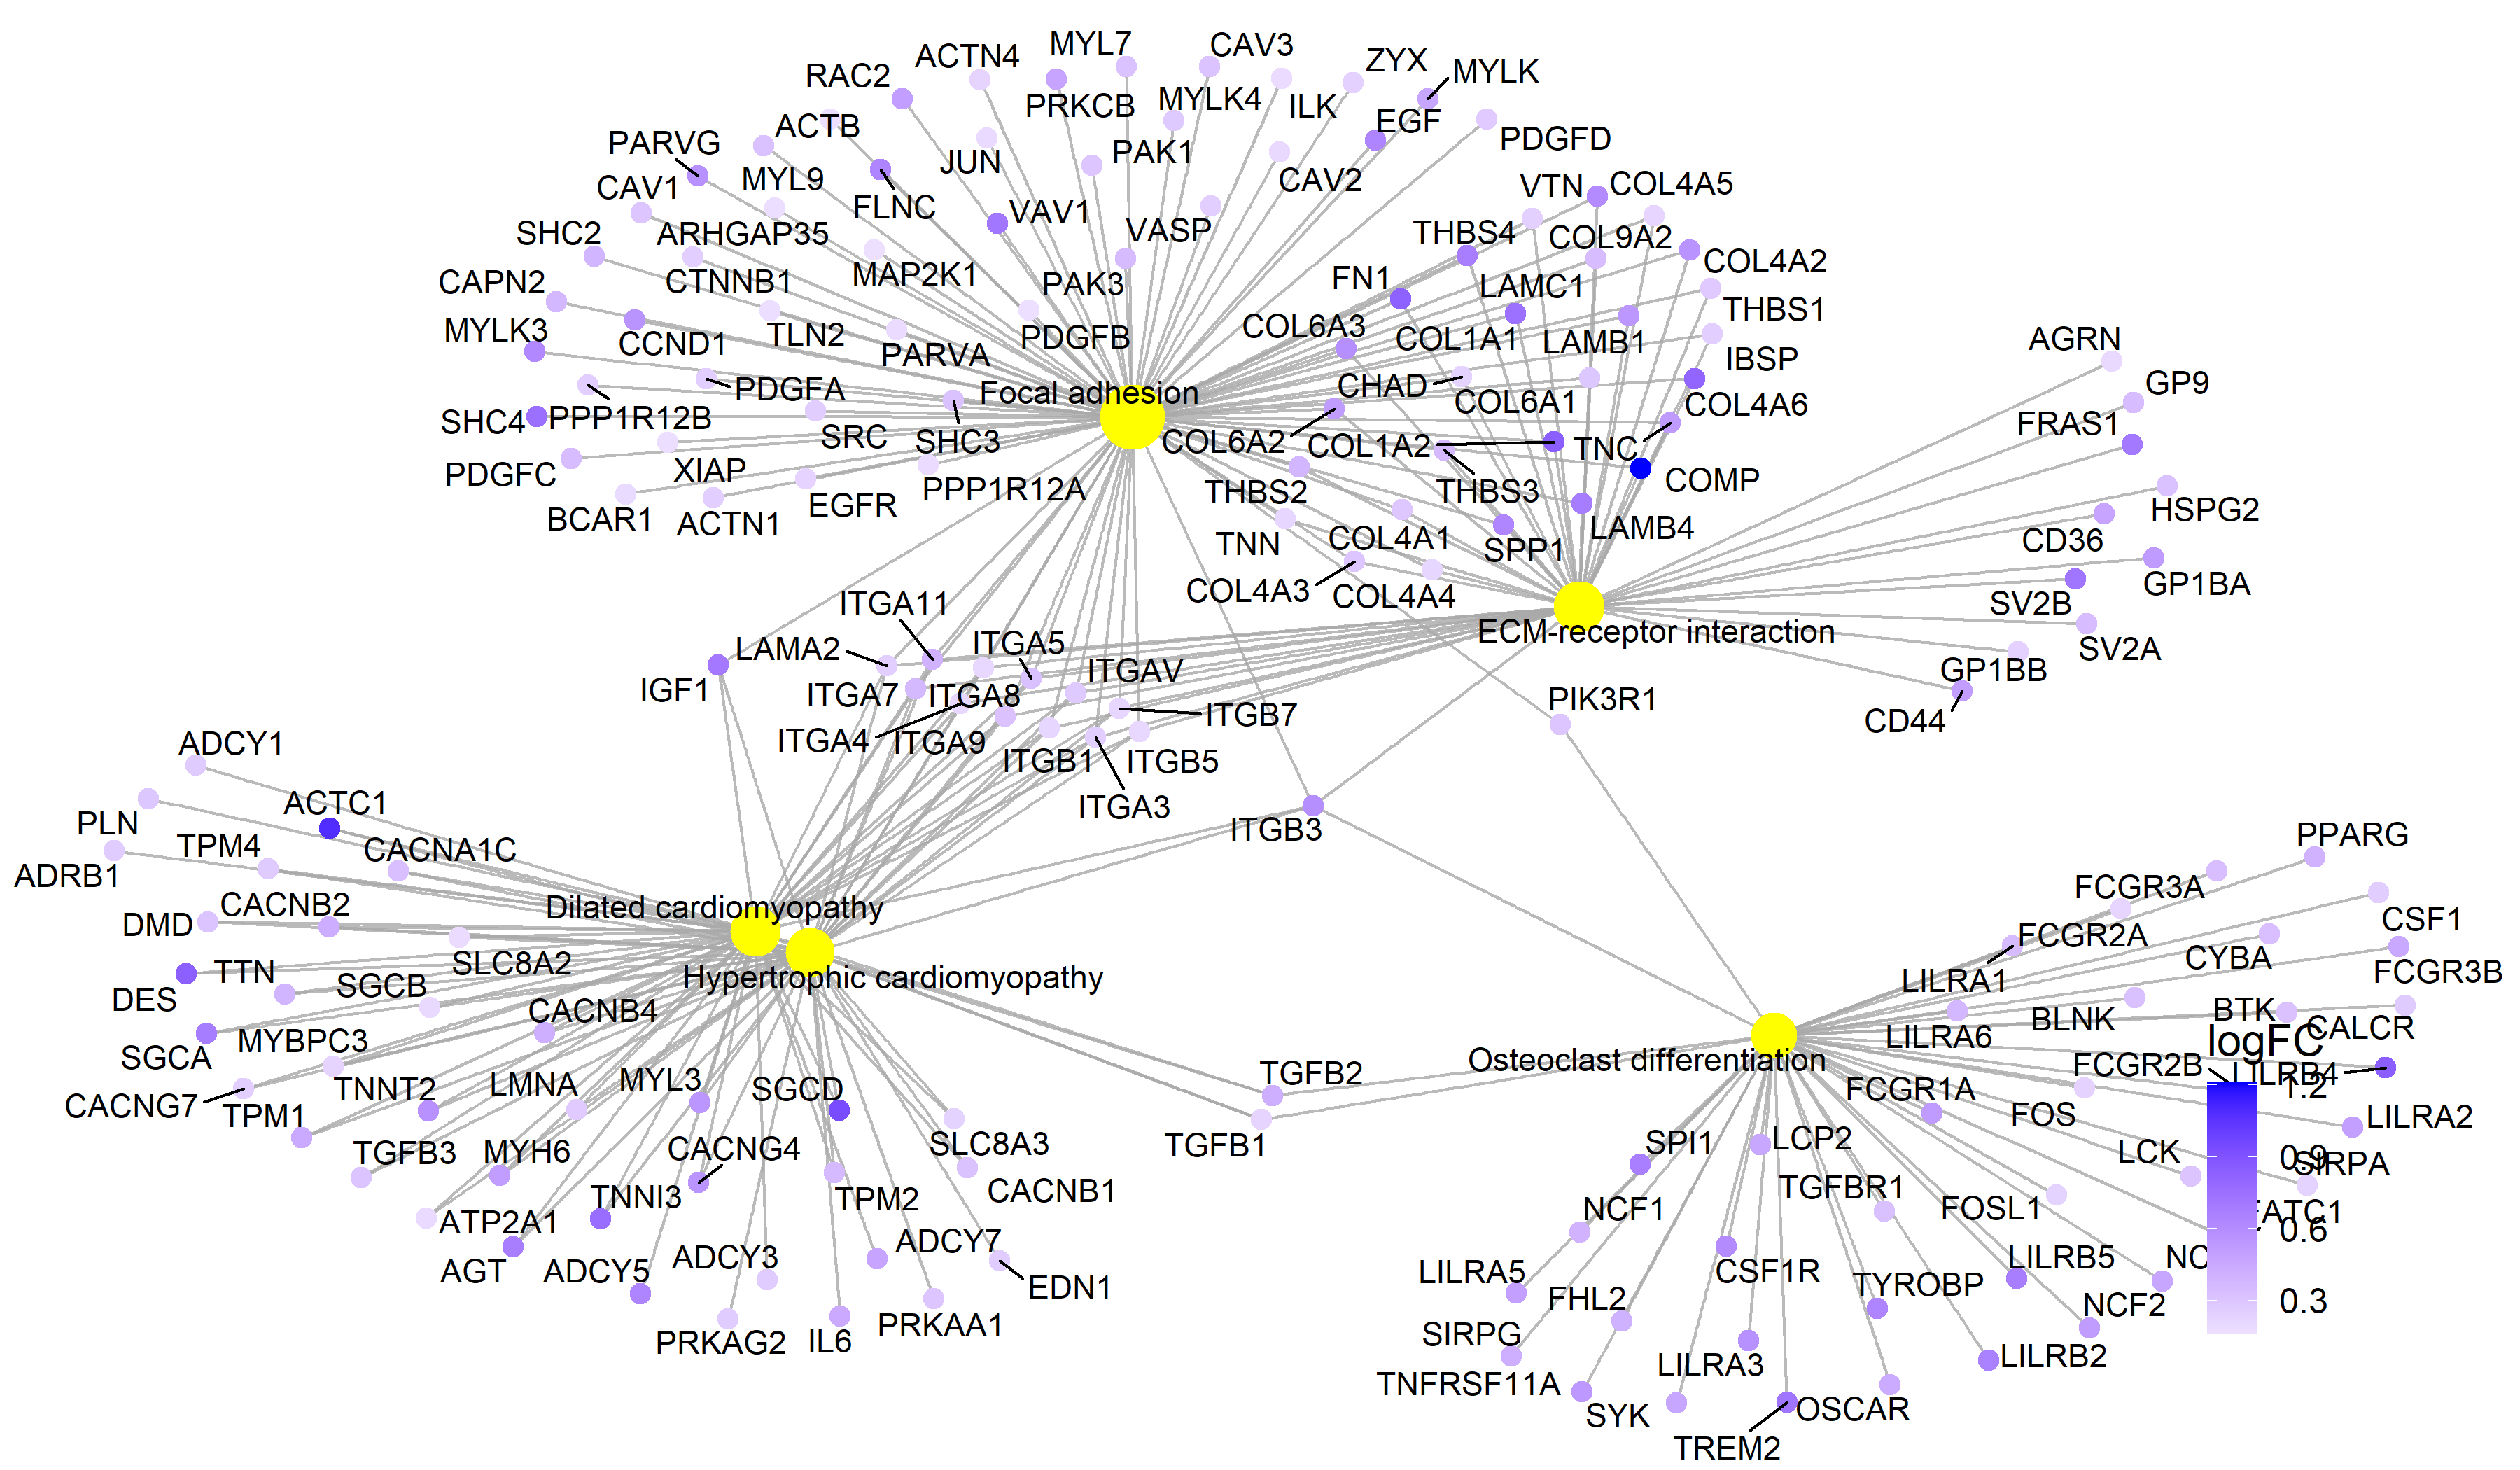 MYL7
CAV3
ACTN4
ZYX
MYLK
RAC2
PRKCB
MYLK4
ILK
EGF
PARVG
ACTB
JUN
PAK1
PDGFD
CAV1
MYL9
FLNC
CAV2
VTN
COL4A5
SHC2
ARHGAP35
VAV1
VASP
THBS4
COL9A2
CAPN2
CTNNB1
MAP2K1
PAK3
FN1
LAMC1
COL4A2
MYLK3
CCND1
TLN2
PARVA
PDGFB
COL6A3
COL1A1
LAMB1
THBS1
IBSP
AGRN
PDGFA
Focal adhesion
CHAD
COL6A1
COL4A6
GP9
SHC4
PPP1R12B
SRC
SHC3
COL6A2
COL1A2
TNC
FRAS1
PDGFC
XIAP
PPP1R12A
THBS2
THBS3
COMP
BCAR1
ACTN1
EGFR
TNN
COL4A1
SPP1
LAMB4
HSPG2
CD36
COL4A3
COL4A4
GP1BA
SV2B
ITGA11
LAMA2
ITGA5
ECM-receptor interaction
SV2A
IGF1
ITGA7
ITGA8
ITGAV
GP1BB
PIK3R1
CD44
ITGA4
ITGA9
ITGB7
ITGB1
ITGB5
ITGA3
ADCY1
PLN
ACTC1
ITGB3
PPARG
ADRB1
TPM4
CACNA1C
FCGR3A
CSF1
DMD
CACNB2
Dilated cardiomyopathy
FCGR2A
CYBA
FCGR3B
DES
TTN
SGCB
SLC8A2
Hypertrophic cardiomyopathy
LILRA1
BTK
CALCR
SGCA
MYBPC3
CACNB4
LILRA6
BLNK
logFC
Osteoclast differentiation
FCGR2B
LILRB4
CACNG7
TPM1
TNNT2
LMNA
MYL3
SGCD
TGFB2
FCGR1A
FOS
1.2
LILRA2
TGFB3
MYH6
CACNG4
SLC8A3
TGFB1
SPI1
LCP2
LCK
0.9
SIRPA
TNNI3
TPM2
CACNB1
NCF1
TGFBR1
FOSL1
FATC1
0.6
ATP2A1
AGT
ADCY5
ADCY3
ADCY7
EDN1
LILRA5
CSF1R
TYROBP
LILRB5
NC
0.3
FHL2
NCF2
PRKAG2
IL6
PRKAA1
SIRPG
LILRA3
LILRB2
TNFRSF11A
SYK
OSCAR
TREM2